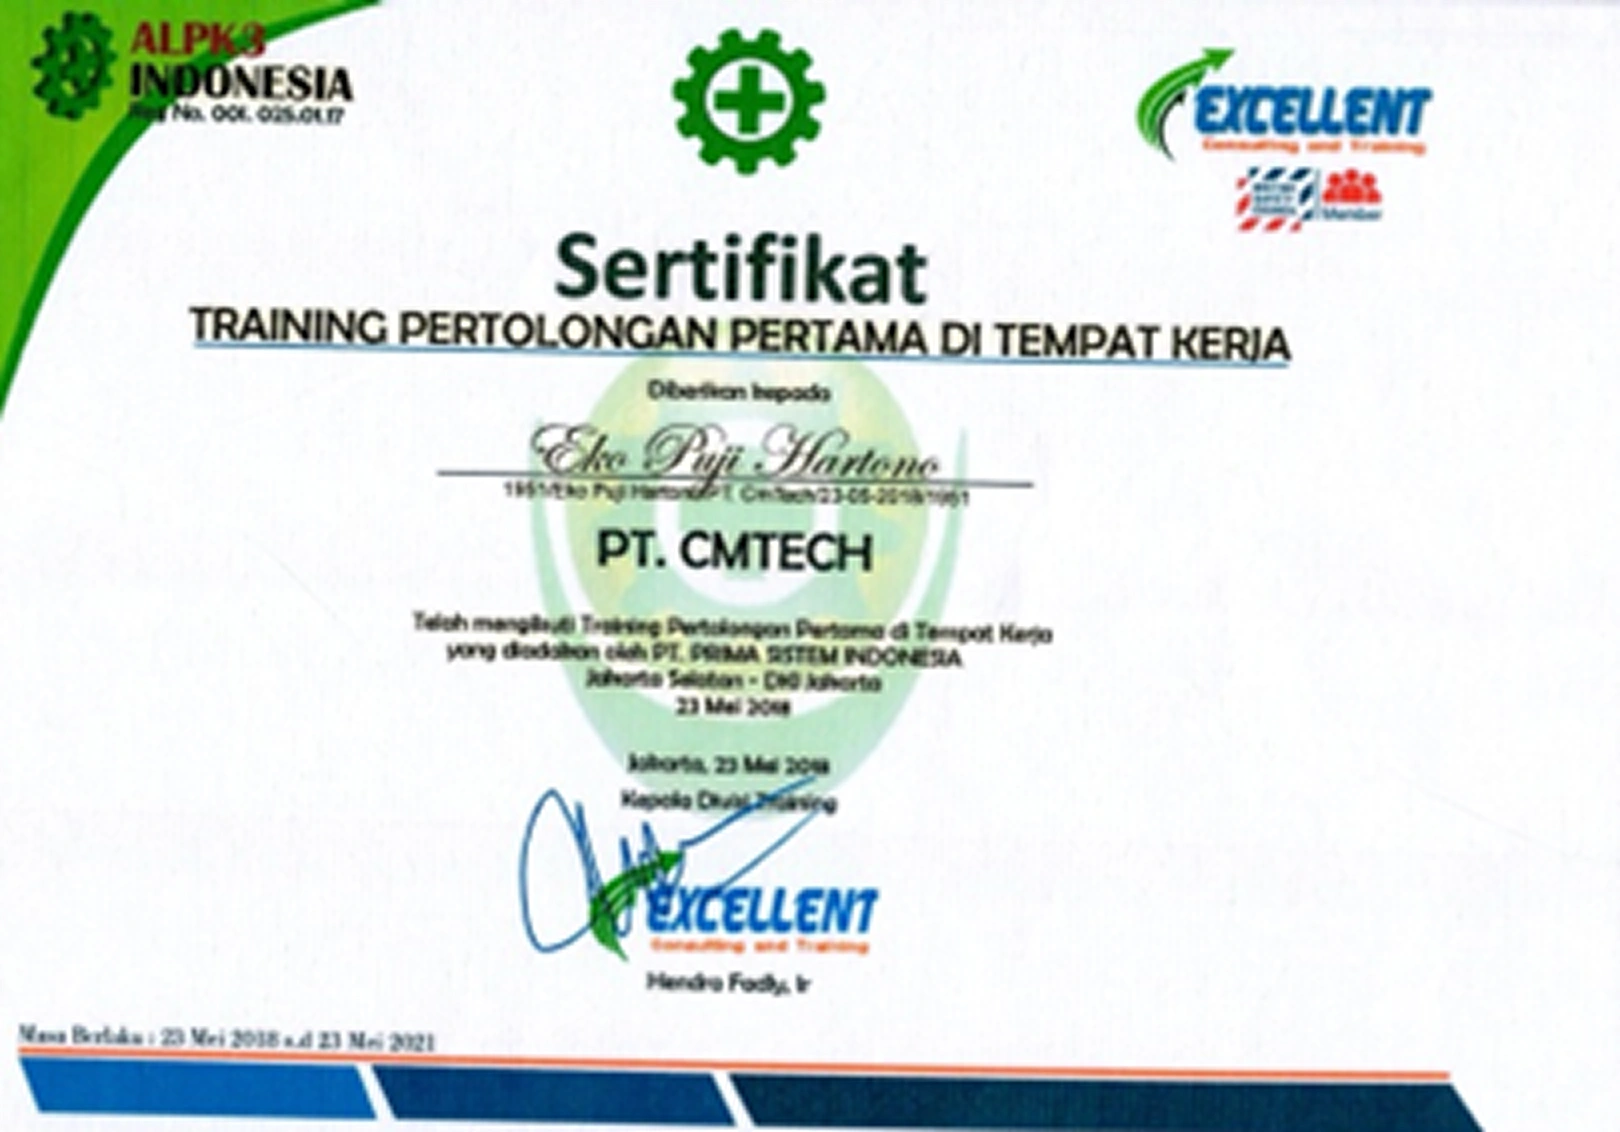 ALPK3
INDONESIA
Reg No. 001. 025.01.17
EXCELLENT
Consulting and Training
Member
Sertifikat
TRAINING PERTOLONGAN PERTAMA DI TEMPAT KERJA
Diberikan kepada
Eko Puji Hartono
1951/Eko Puji Hartono/PT. CmTech/23-05-2018/1951
PT. CMTECH
Telah mengikuti Training Pertolongan Pertama di Tempat Kerja
yang diadakan oleh PT. PRIMA SISTEM INDONESIA
Jakarta Selatan - DKI Jakarta
23 Mei 2018
Jakarta, 23 Mei 2018
Kepala Divisi Training
EXCELLENT
Consulting and Training
Hendro Fadly, Ir
Masa Berlaku : 23 Mei 2018 s.d 23 Mei 2021